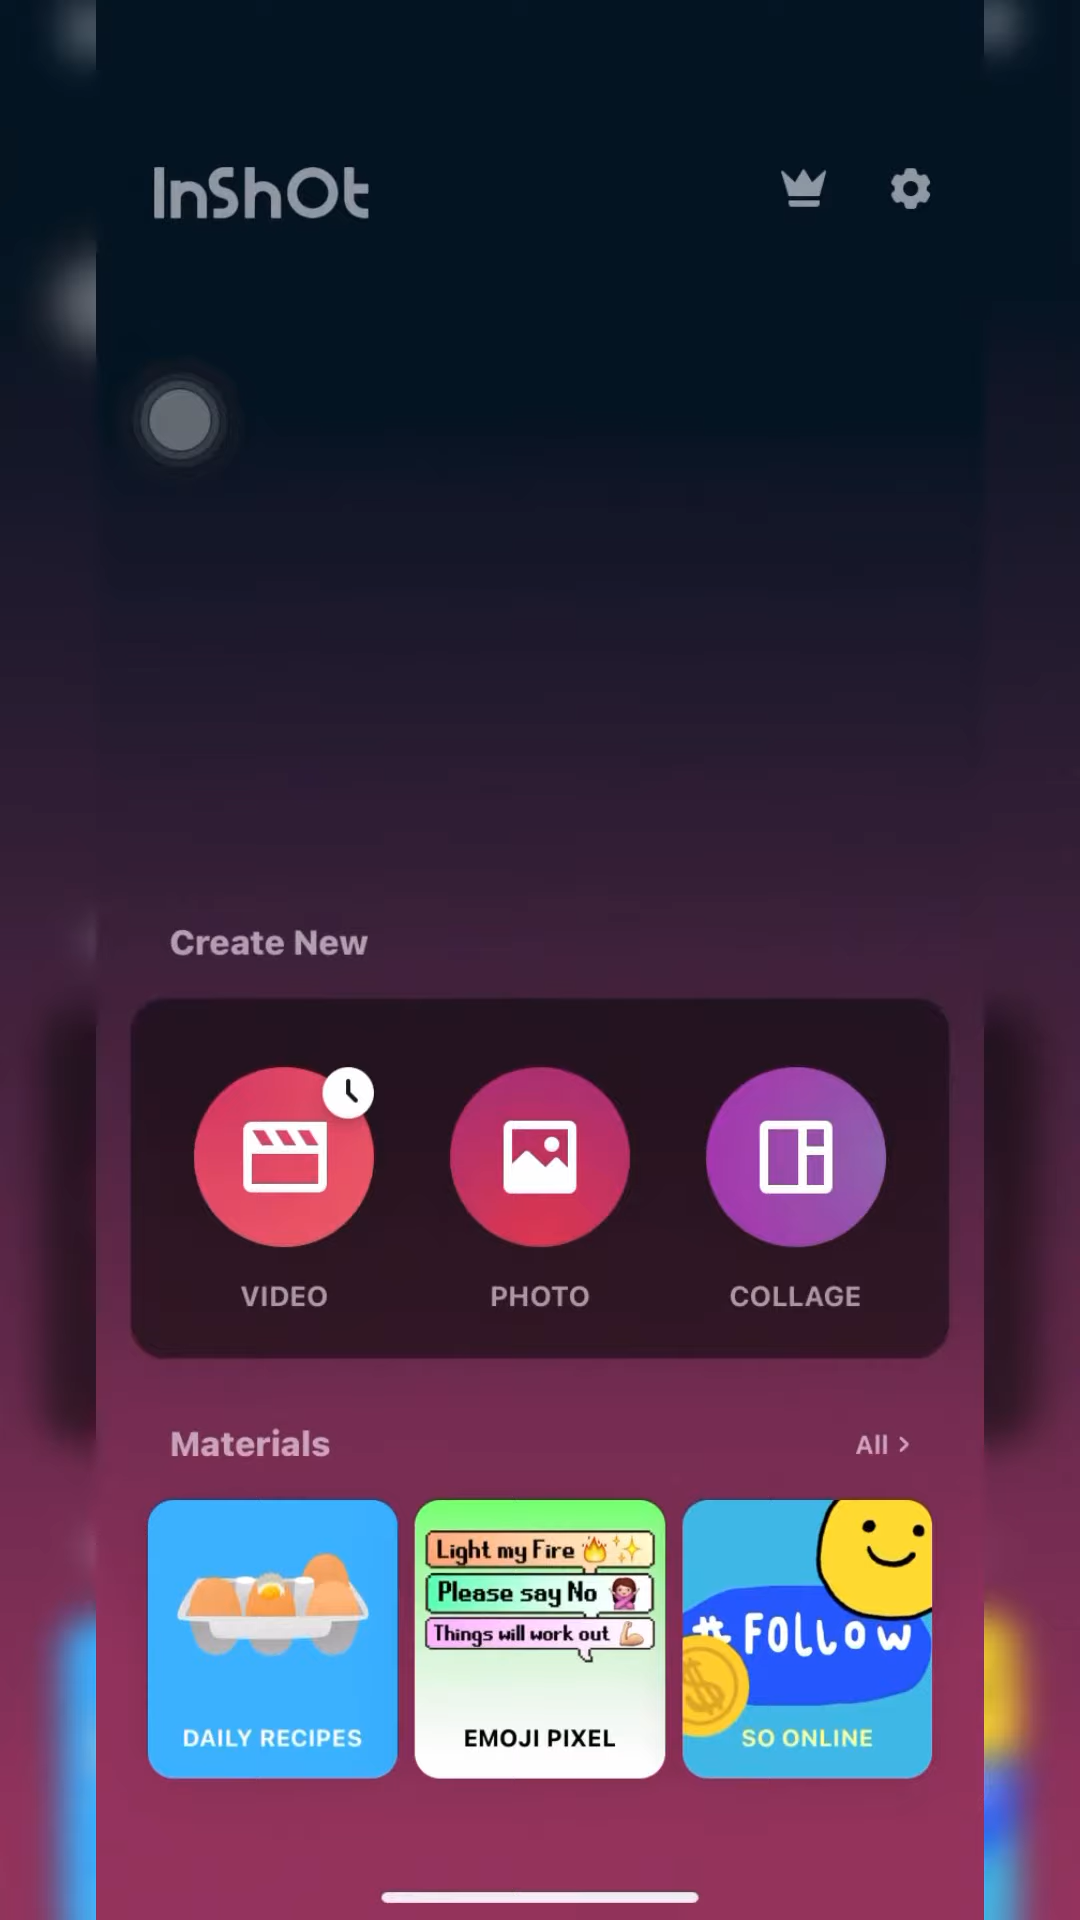 InShOt
Create New
VIDEO
PHOTO
COLLAGE
Materials
All >
Light my Fire 🔥✨
Please say No 🙅
Things will work out 💪
# FOLLOW
$
DAILY RECIPES
EMOJI PIXEL
SO ONLINE